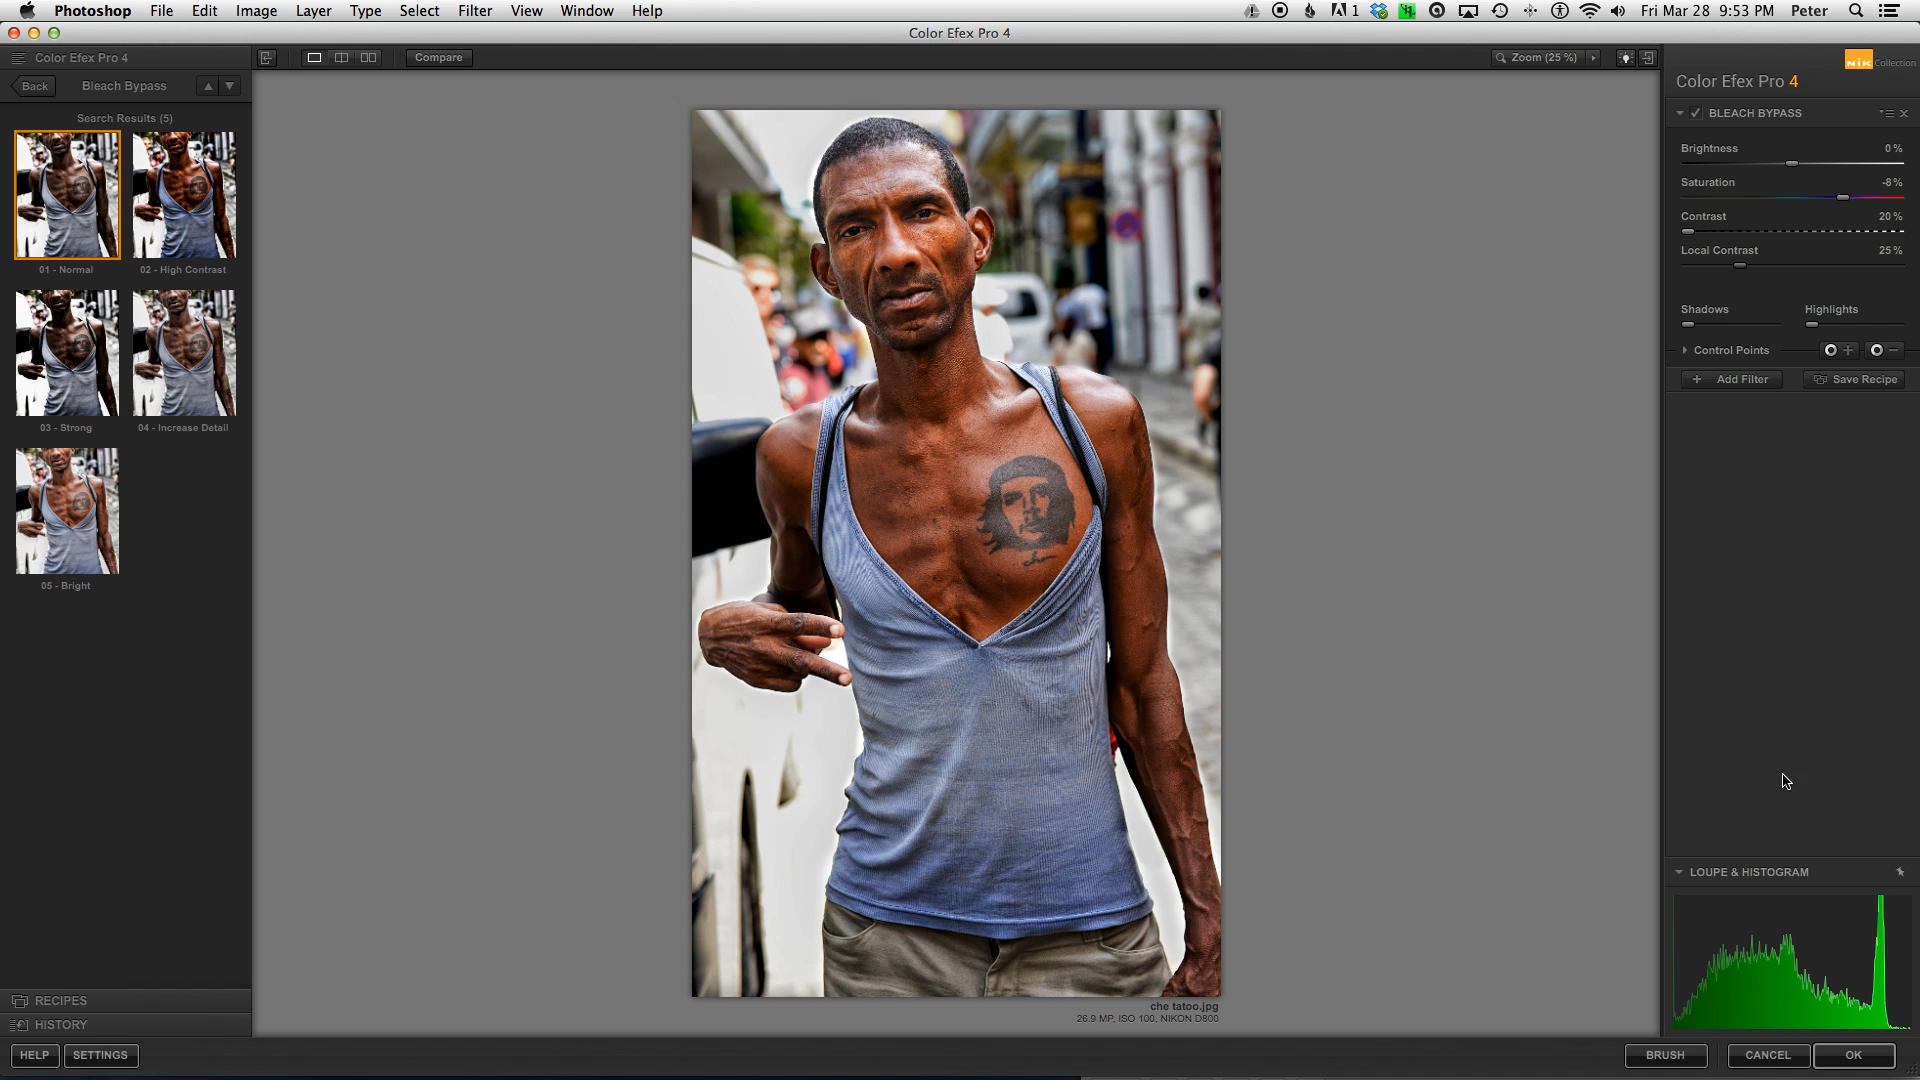 Photoshop File Edit Image Layer Type Select Filter View Window Help
1 Fri Mar 28 9:53 PM Peter
Color Efex Pro 4
Color Efex Pro 4
Compare
Zoom (25 %)
Back
Bleach Bypass
Search Results (5)
01 - Normal
02 - High Contrast
03 - Strong
04 - Increase Detail
05 - Bright
RECIPES
HISTORY
HELP
SETTINGS
che tatoo.jpg
26.9 MP, ISO 100, NIKON D800
Nik Collection
Color Efex Pro 4
BLEACH BYPASS
Brightness 0 %
Saturation -8 %
Contrast 20 %
Local Contrast 25 %
Shadows Highlights
Control Points
+ Add Filter Save Recipe
LOUPE & HISTOGRAM
BRUSH CANCEL OK